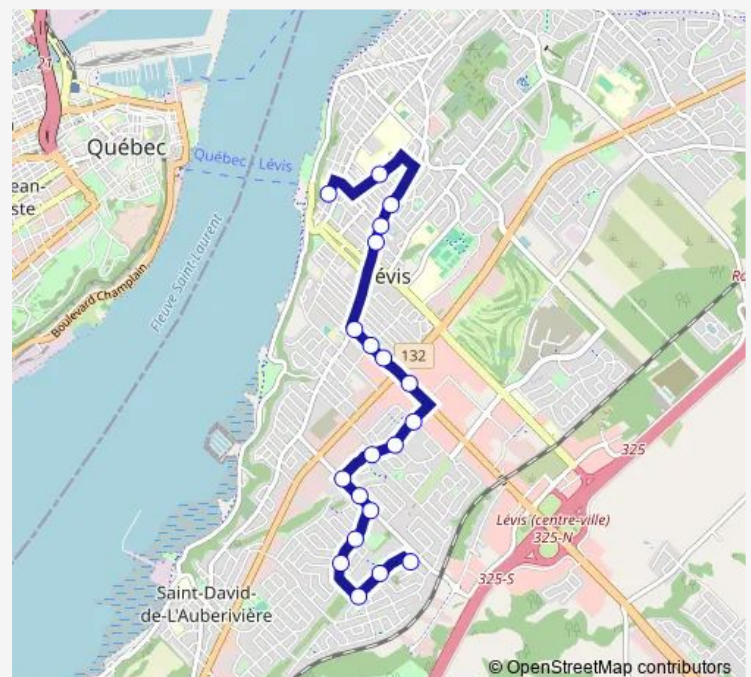 21
Québec
Québec - Lévis
ste
Boulevard Champlain
Fleuve Saint-Laurent
évis
132
325
Lévis (centre-ville)
325-N
325-S
Saint-David-
de-L'Auberivière
© OpenStreetMap contributors